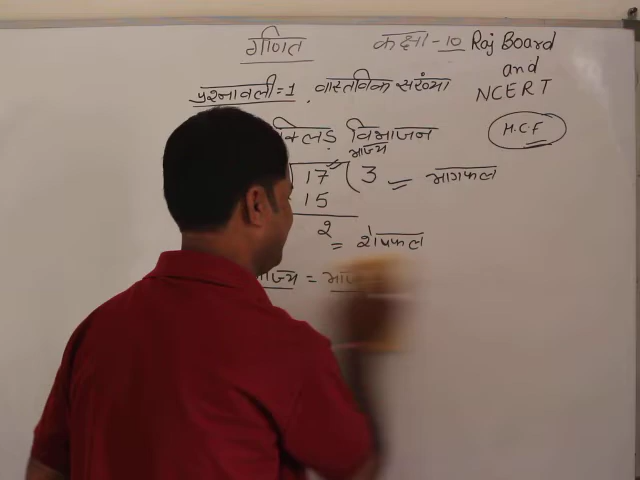 गणित कक्षा - 10 Raj Board
and
प्रश्नावली = 1 . वास्तविक संख्या NCERT
विभाजन H.C.F
भाज्य
17 ( 3 = भागफल
15
2 = शेषफल
=